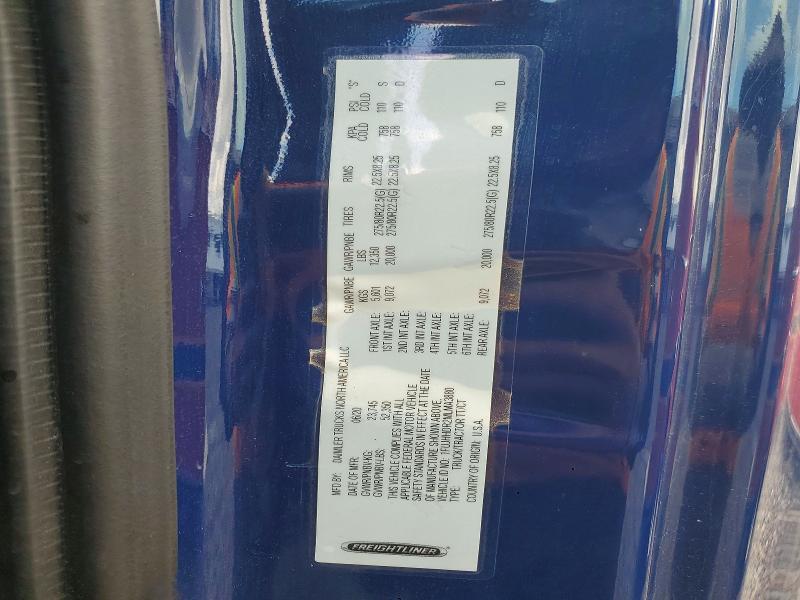 FREIGHTLINER
MFD BY: DAIMLER TRUCKS NORTH AMERICA LLC
DATE OF MFR: 06/20
GVWR/PNBV-KG: 23,745
GVWR/PNBV-LBS: 52,350
THIS VEHICLE COMPLIES WITH ALL
APPLICABLE FEDERAL MOTOR VEHICLE
SAFETY STANDARDS IN EFFECT AT THE DATE
OF MANUFACTURE SHOWN ABOVE.
VEHICLE ID NO.
TYPE: TRUCK/TRACTOR TT/CT
COUNTRY OF ORIGIN: U.S.A.
GAWR/PNBE GAWR/PNBE TIRES RIMS KPA PSI "S"
KGS LBS COLD COLD
FRONT AXLE: 5,601 12,350 275/80R22.5(G) 22.5X8.25 758 110 S
1ST INT AXLE: 9,072 20,000 275/80R22.5(G) 22.5X8.25 758 110 D
2ND INT AXLE:
3RD INT AXLE:
4TH INT AXLE:
5TH INT AXLE:
6TH INT AXLE:
REAR AXLE: 9,072 20,000 275/80R22.5(G) 22.5X8.25 758 110 D